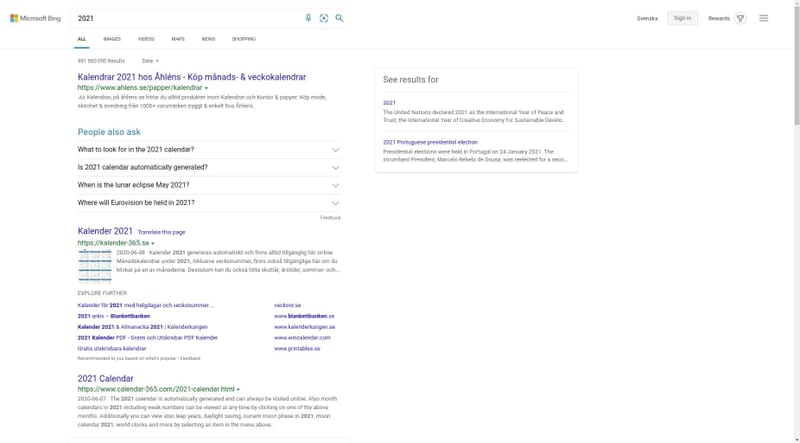 Microsoft Bing
2021
Svenska
Sign in
Rewards
ALL
IMAGES
VIDEOS
MAPS
NEWS
SHOPPING
981 000 000 Results
Date
Kalendrar 2021 hos Åhléns - Köp månads- & veckokalendrar
https://www.ahlens.se/papper/kalendrar
Ad Kalendrar, på åhlens.se hittar du alltid produkter inom Kalendrar och Kontor & papper. Köp mode,
skönhet & inredning från 1000+ varumärken tryggt & enkelt hos Åhléns.
People also ask
What to look for in the 2021 calendar?
Is 2021 calendar automatically generated?
When is the lunar eclipse May 2021?
Where will Eurovision be held in 2021?
Feedback
Kalender 2021 Translate this page
https://kalender-365.se
2020-06-08 · Kalender 2021 genereras automatiskt och finns alltid tillgänglig här online.
Månadskalendrar under 2021, inklusive veckonummer, finns också tillgängliga här om du
klickar på en av månaderna. Dessutom kan du också hitta skottår, årstider, sommar- och...
EXPLORE FURTHER
Kalender för 2021 med helgdagar och veckonummer ...
veckonr.se
2021-arkiv – Blankettbanken
www.blankettbanken.se
Kalender 2021 & Almanacka 2021 | Kalenderkungen
www.kalenderkungen.se
2021 Kalender PDF - Gratis och Utskrivbar PDF Kalender
www.wincalendar.com
Gratis utskrivbara kalendrar
www.printables.sa
Recommended to you based on what's popular • Feedback
2021 Calendar
https://www.calendar-365.com/2021-calendar.html
2020-06-07 · The 2021 calendar is automatically generated and can always be visited online. Also month
calendars in 2021 including week numbers can be viewed at any time by clicking on one of the above
months. Additionally you can view also leap years, daylight saving, current moon phase in 2021, moon
calendar 2021, world clocks and more by selecting an item in the menu above.
See results for
2021
The United Nations declared 2021 as the International Year of Peace and
Trust, the International Year of Creative Economy for Sustainable Develo...
2021 Portuguese presidential election
Presidential elections were held in Portugal on 24 January 2021. The
incumbent President, Marcelo Rebelo de Sousa, was reelected for a seco...